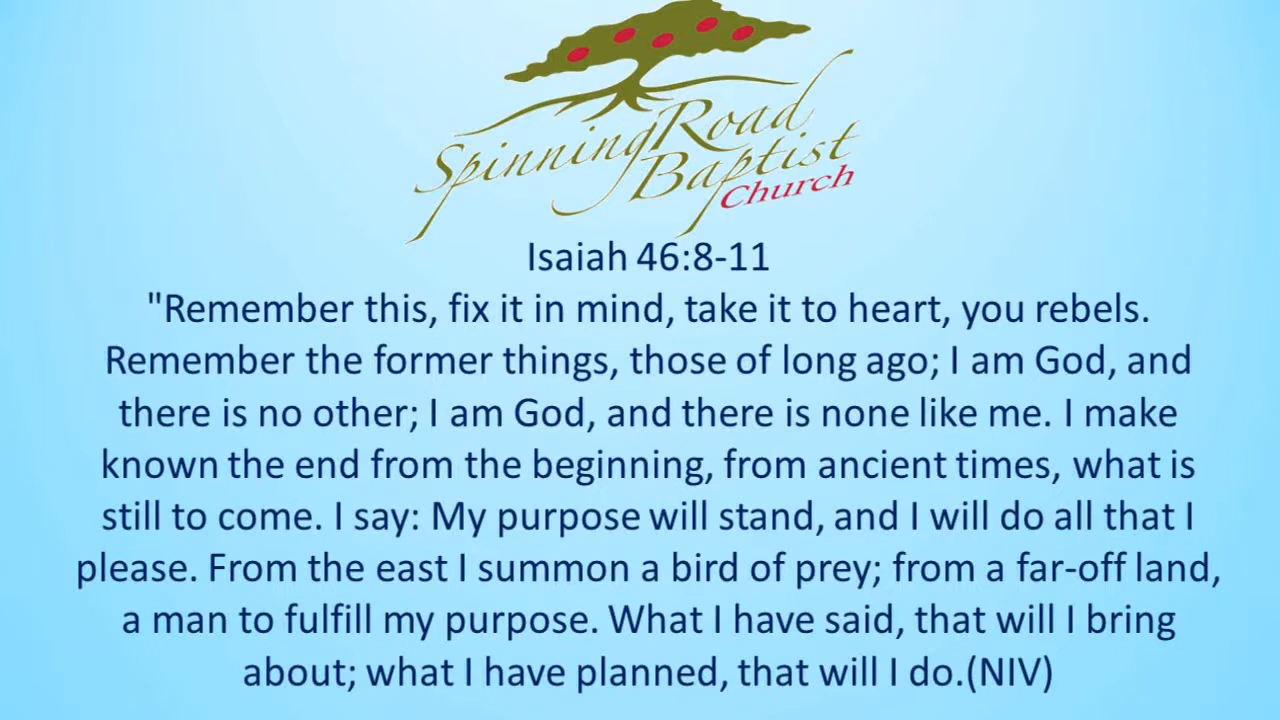 Spinning Road
Baptist
Church
Isaiah 46:8-11
"Remember this, fix it in mind, take it to heart, you rebels.
Remember the former things, those of long ago; I am God, and
there is no other; I am God, and there is none like me. I make
known the end from the beginning, from ancient times, what is
still to come. I say: My purpose will stand, and I will do all that I
please. From the east I summon a bird of prey; from a far-off land,
a man to fulfill my purpose. What I have said, that will I bring
about; what I have planned, that will I do.(NIV)